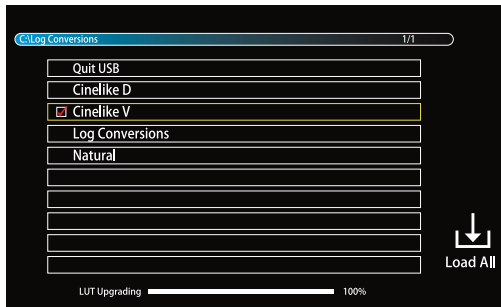 C:\Log Conversions 1/1
Quit USB
Cinelike D
Cinelike V
Log Conversions
Natural
Load All
LUT Upgrading 100%